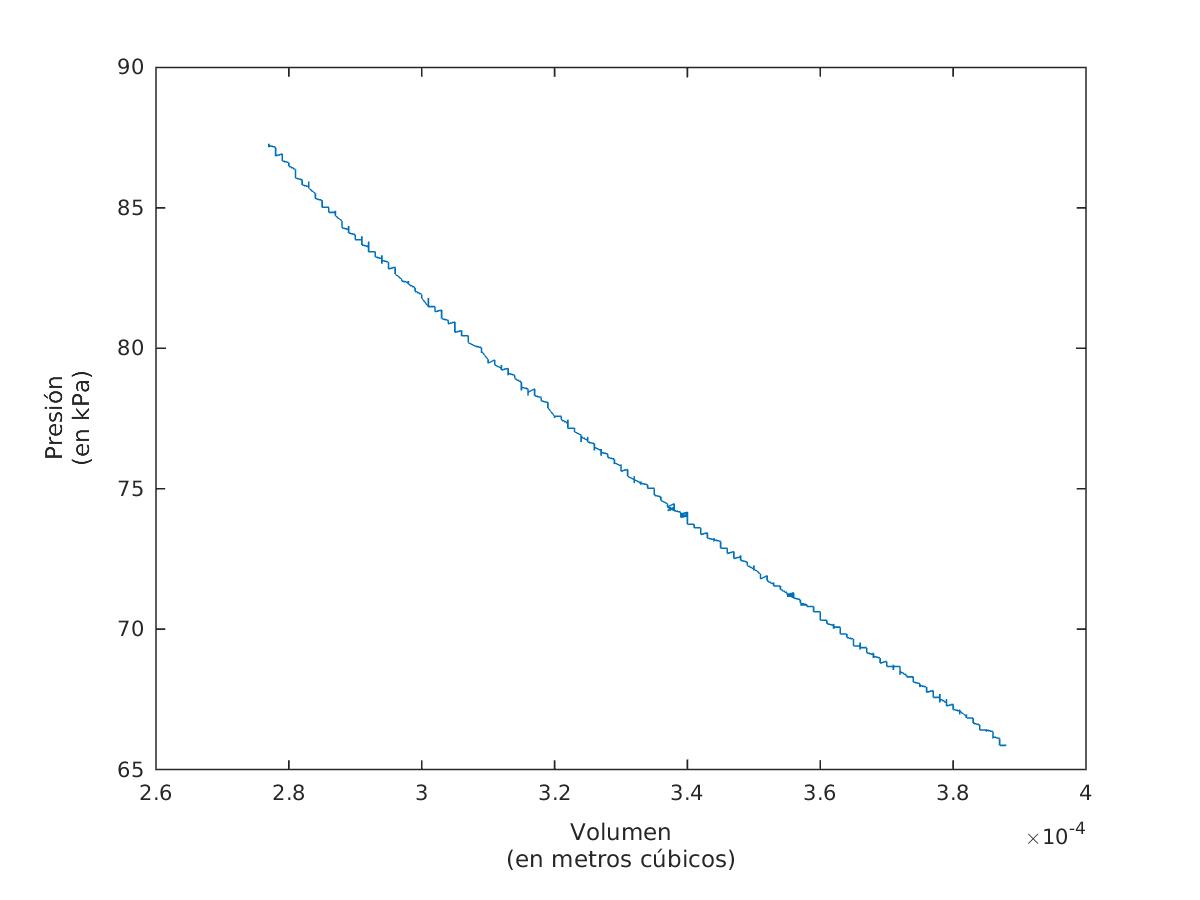 90
85
80
75
70
65
Presión
(en kPa)
2.6 2.8 3 3.2 3.4 3.6 3.8 4
×10-4
Volumen
(en metros cúbicos)